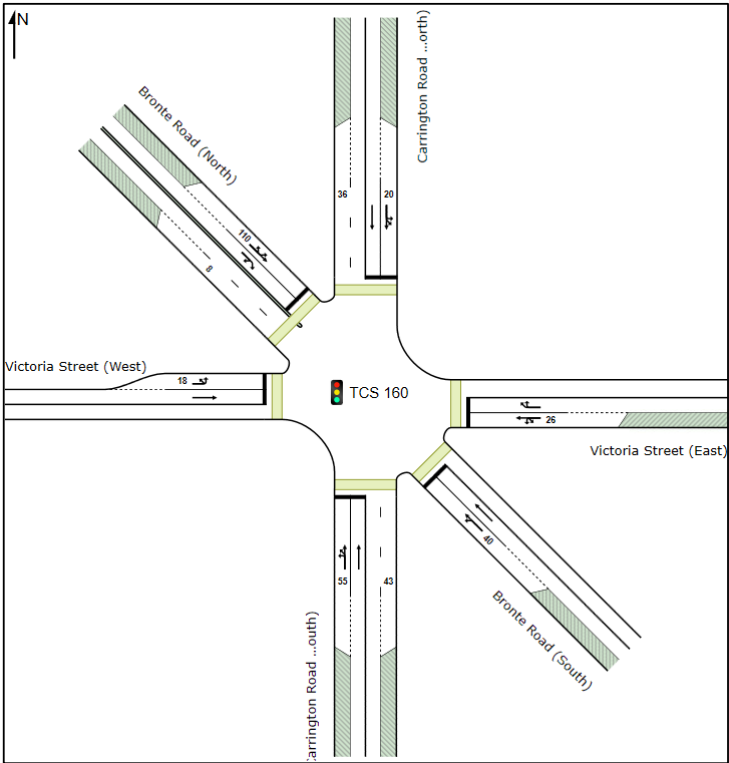 N
Carrington Road ...orth)
Bronte Road (North)
36
20
110
8
Victoria Street (West)
18
TCS 160
26
Victoria Street (East)
40
55
43
Bronte Road (South)
arrington Road ...outh)